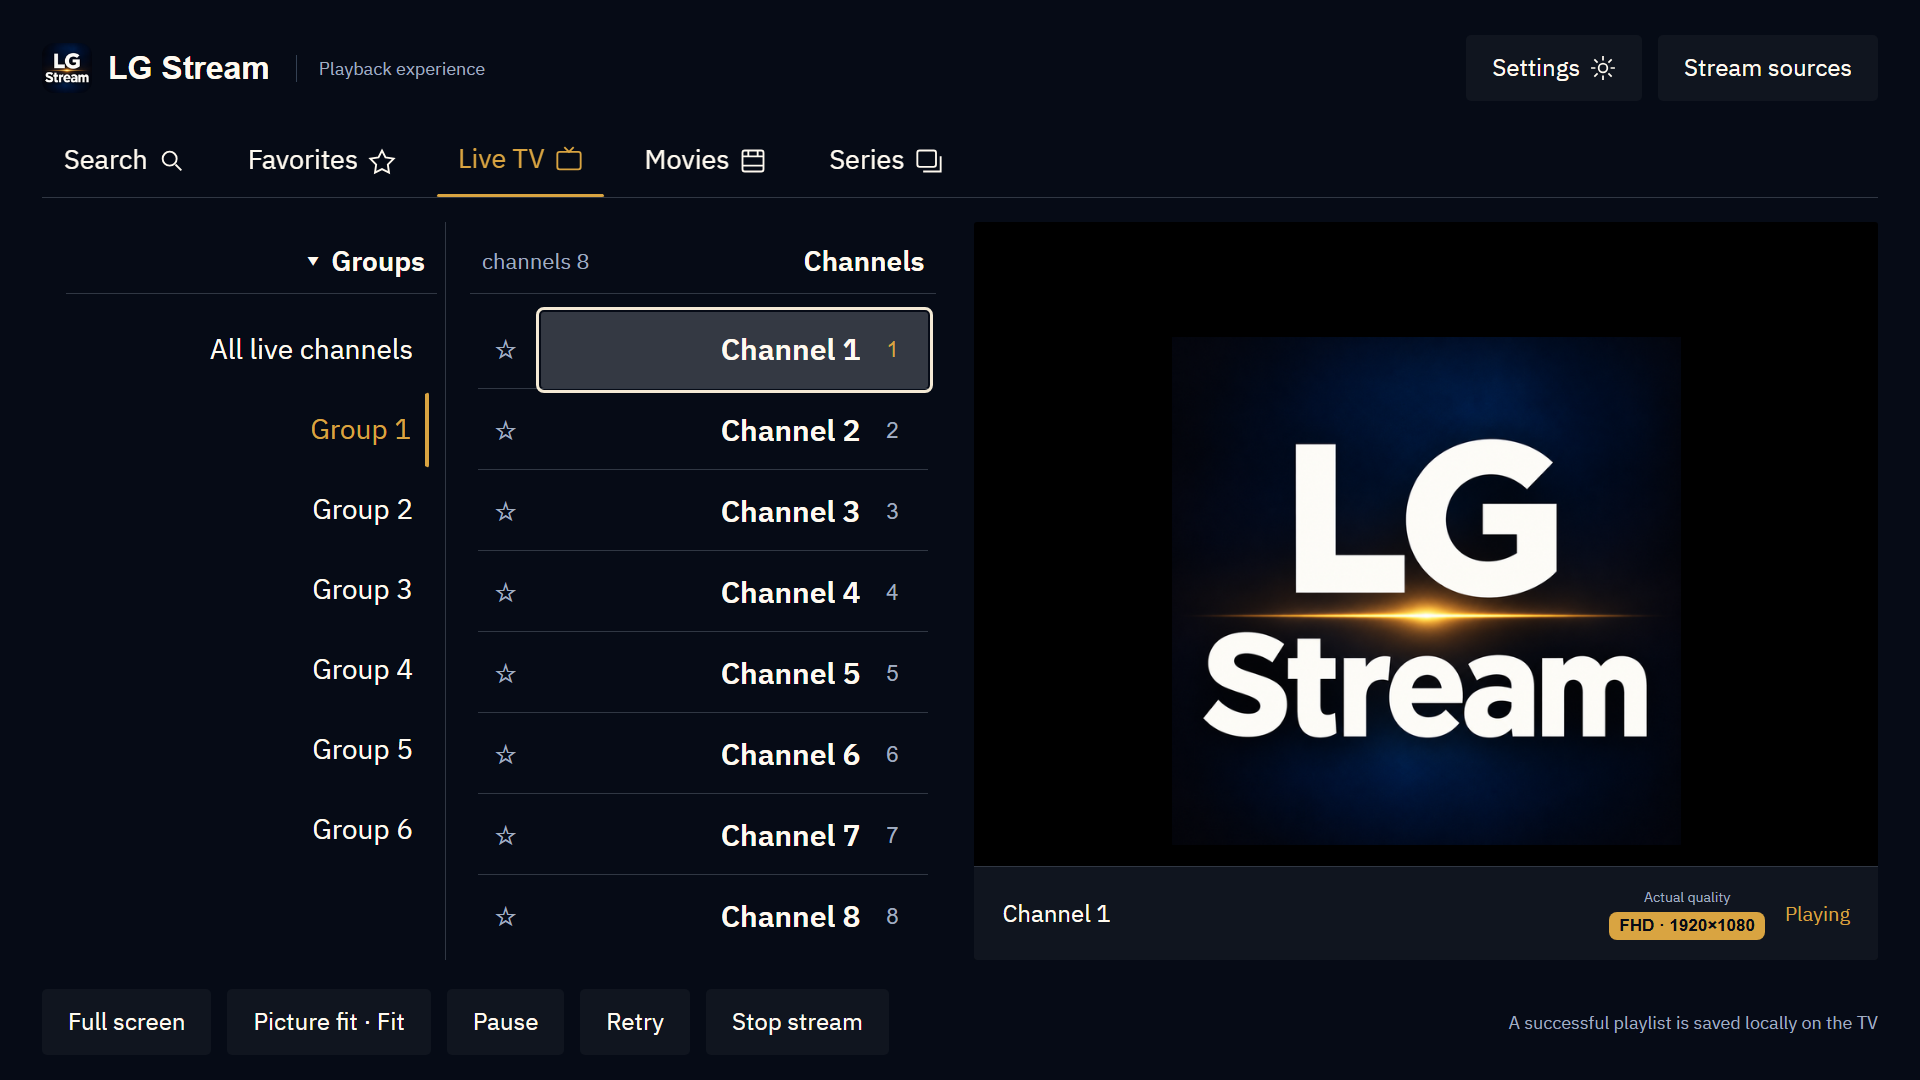 LG Stream
LG Stream
Playback experience
Settings
Stream sources
Search
Favorites
Live TV
Movies
Series
Groups
All live channels
Group 1
Group 2
Group 3
Group 4
Group 5
Group 6
channels 8
Channels
Channel 1 1
Channel 2 2
Channel 3 3
Channel 4 4
Channel 5 5
Channel 6 6
Channel 7 7
Channel 8 8
LG
Stream
Channel 1
Actual quality
FHD · 1920×1080
Playing
Full screen
Picture fit · Fit
Pause
Retry
Stop stream
A successful playlist is saved locally on the TV